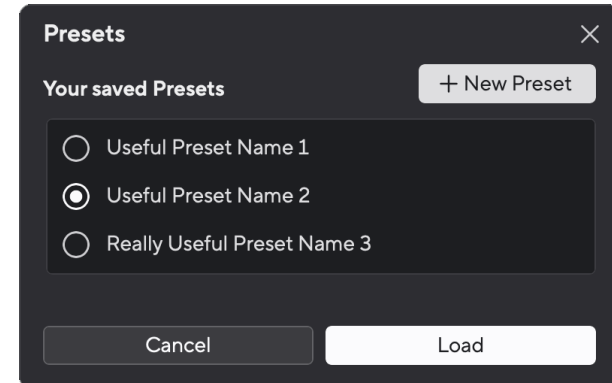 Presets
Your saved Presets
+ New Preset
Useful Preset Name 1
Useful Preset Name 2
Really Useful Preset Name 3
Cancel
Load